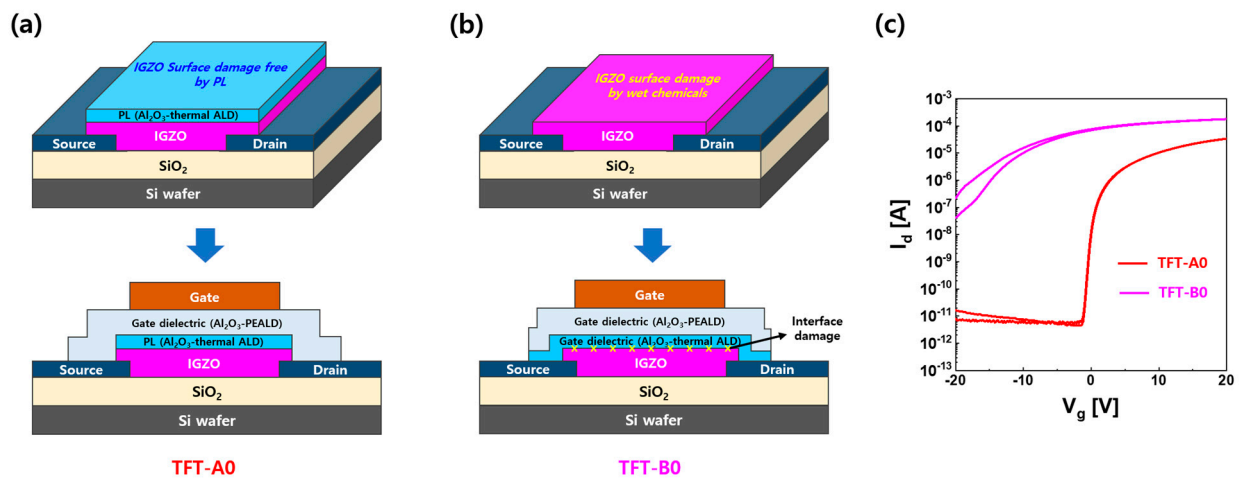 (a)
IGZO Surface damage free
by PL
PL (Al₂O₃-thermal ALD)
IGZO
Source
Drain
SiO₂
Si wafer
Gate
Gate dielectric (Al₂O₃-PEALD)
PL (Al₂O₃-thermal ALD)
IGZO
Source
Drain
SiO₂
Si wafer
TFT-A0
(b)
IGZO surface damage
by wet chemicals
IGZO
Source
Drain
SiO₂
Si wafer
Gate
Gate dielectric (Al₂O₃-PEALD)
Gate dielectric (Al₂O₃-thermal ALD)
Interface
damage
IGZO
Source
Drain
SiO₂
Si wafer
TFT-B0
(c)
10⁻³
10⁻⁴
10⁻⁵
10⁻⁶
10⁻⁷
10⁻⁸
10⁻⁹
10⁻¹⁰
10⁻¹¹
10⁻¹²
10⁻¹³
I_d [A]
TFT-A0
TFT-B0
-20 -10 0 10 20
V_g [V]